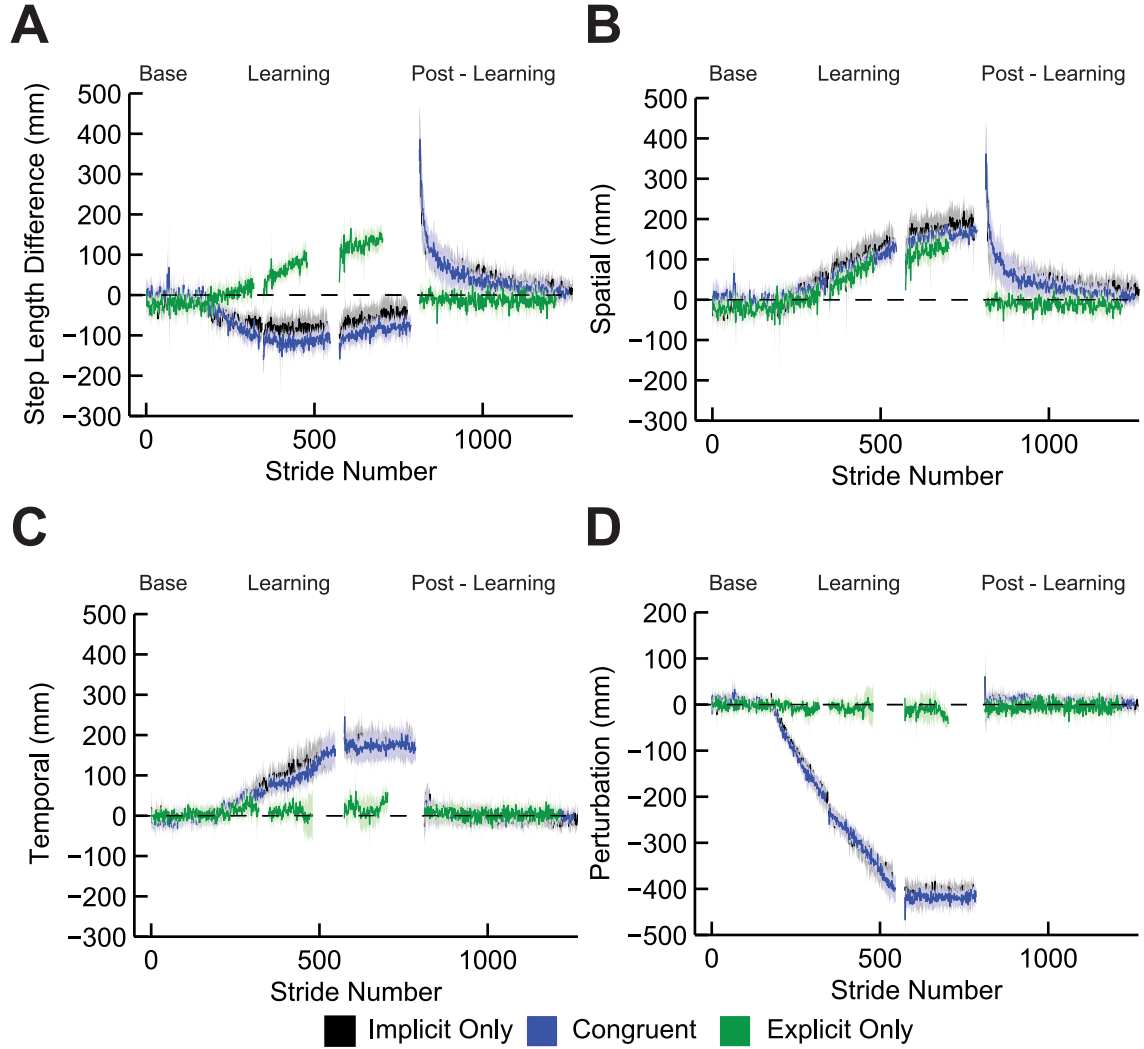 A
Base Learning Post - Learning
Step Length Difference (mm)
500
400
300
200
100
0
−100
−200
−300
0 500 1000
Stride Number
B
Base Learning Post - Learning
Spatial (mm)
500
400
300
200
100
0
−100
−200
−300
0 500 1000
Stride Number
C
Base Learning Post - Learning
Temporal (mm)
500
400
300
200
100
0
−100
−200
−300
0 500 1000
Stride Number
D
Base Learning Post - Learning
Perturbation (mm)
200
100
0
−100
−200
−300
−400
−500
0 500 1000
Stride Number
Implicit Only Congruent Explicit Only